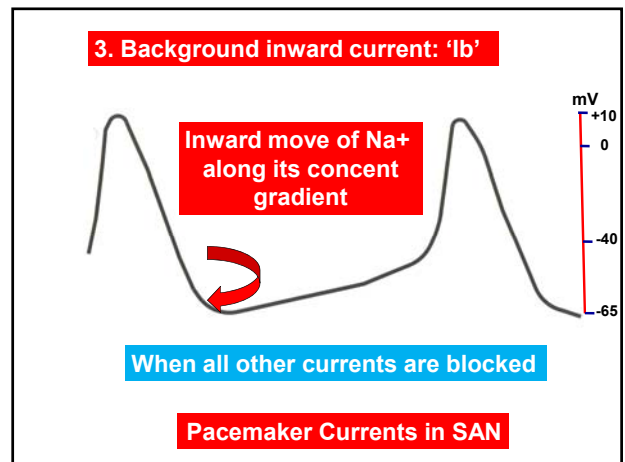 3. Background inward current: ‘Ib’
mV
+10
Inward move of Na+
along its concent
gradient
0
-40
-65
When all other currents are blocked
Pacemaker Currents in SAN